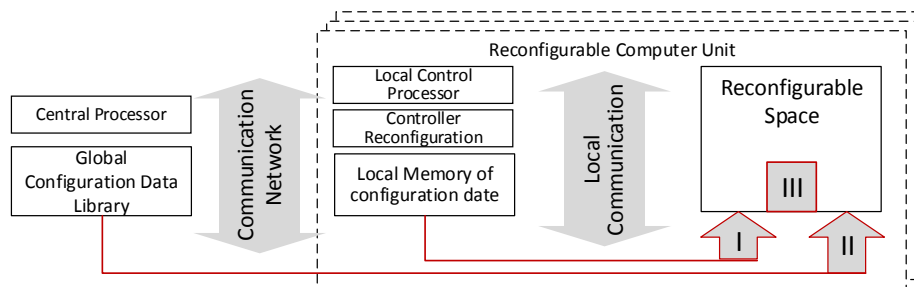 Reconfigurable Computer Unit
Central Processor
Global
Configuration Data
Library
Communication
Network
Local Control
Processor
Controller
Reconfiguration
Local Memory of
configuration date
Local
Communication
Reconfigurable
Space
III
I
II